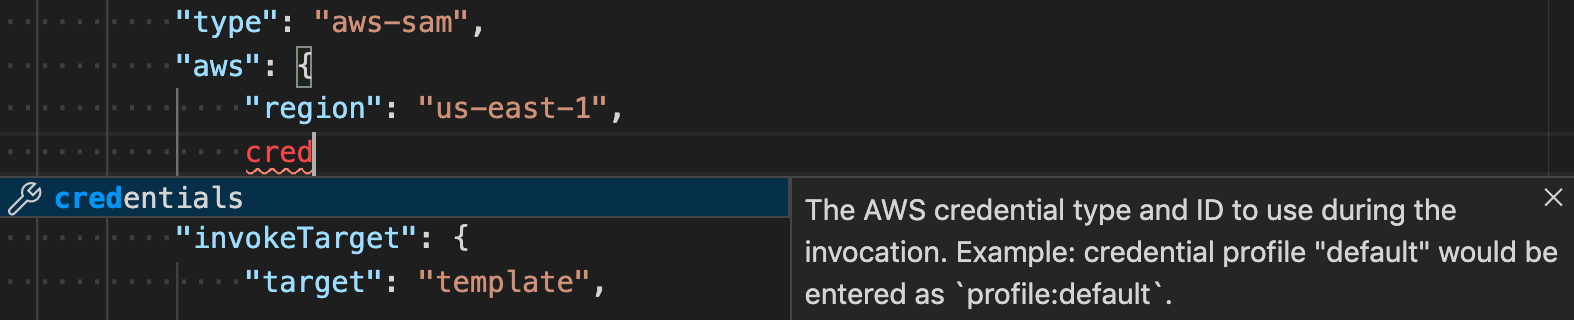 "type": "aws-sam",
"aws": {
"region": "us-east-1",
cred
credentials
The AWS credential type and ID to use during the
invocation. Example: credential profile "default" would be
entered as `profile:default`.
"invokeTarget": {
"target": "template",